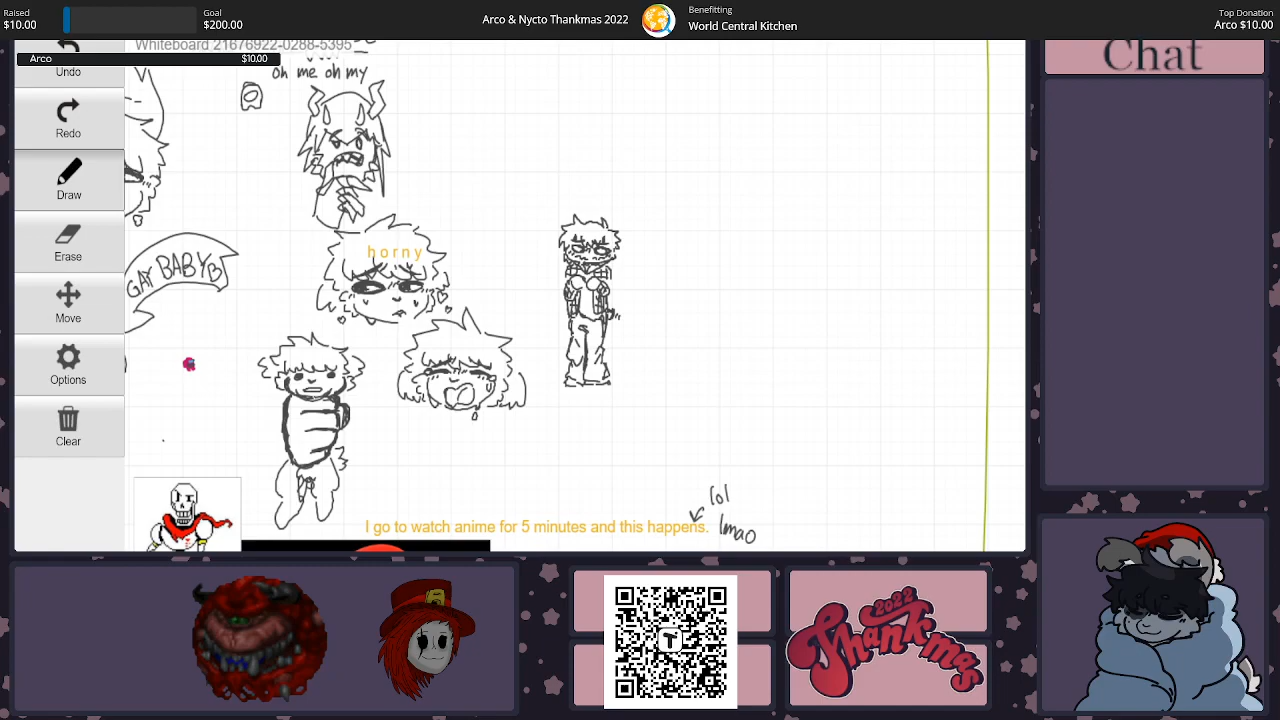 Raised
$10.00
Goal
$200.00
Arco & Nycto Thankmas 2022
Benefitting
World Central Kitchen
Top Donation
Arco $10.00
Whiteboard 21676922-0288-5395
Arco $10.00
Undo
Redo
Draw
Erase
Move
Options
Clear
oh me oh my
horny
GAY BABY B
I go to watch anime for 5 minutes and this happens.
lol
lmao
Chat
T
2022
Thankmas